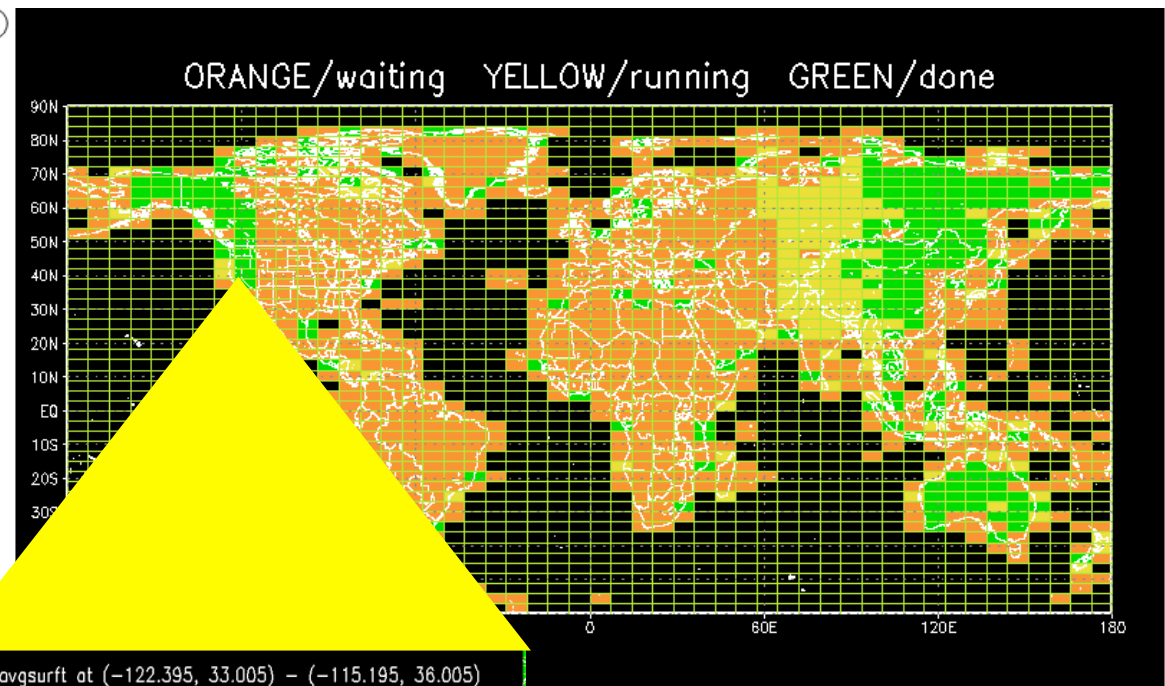 ORANGE/waiting YELLOW/running GREEN/done
90N
80N
70N
60N
50N
40N
30N
20N
10N
EQ
10S
20S
0 60E 120E 180
at (-122.395, 33.005) - (-115.195, 36.005)